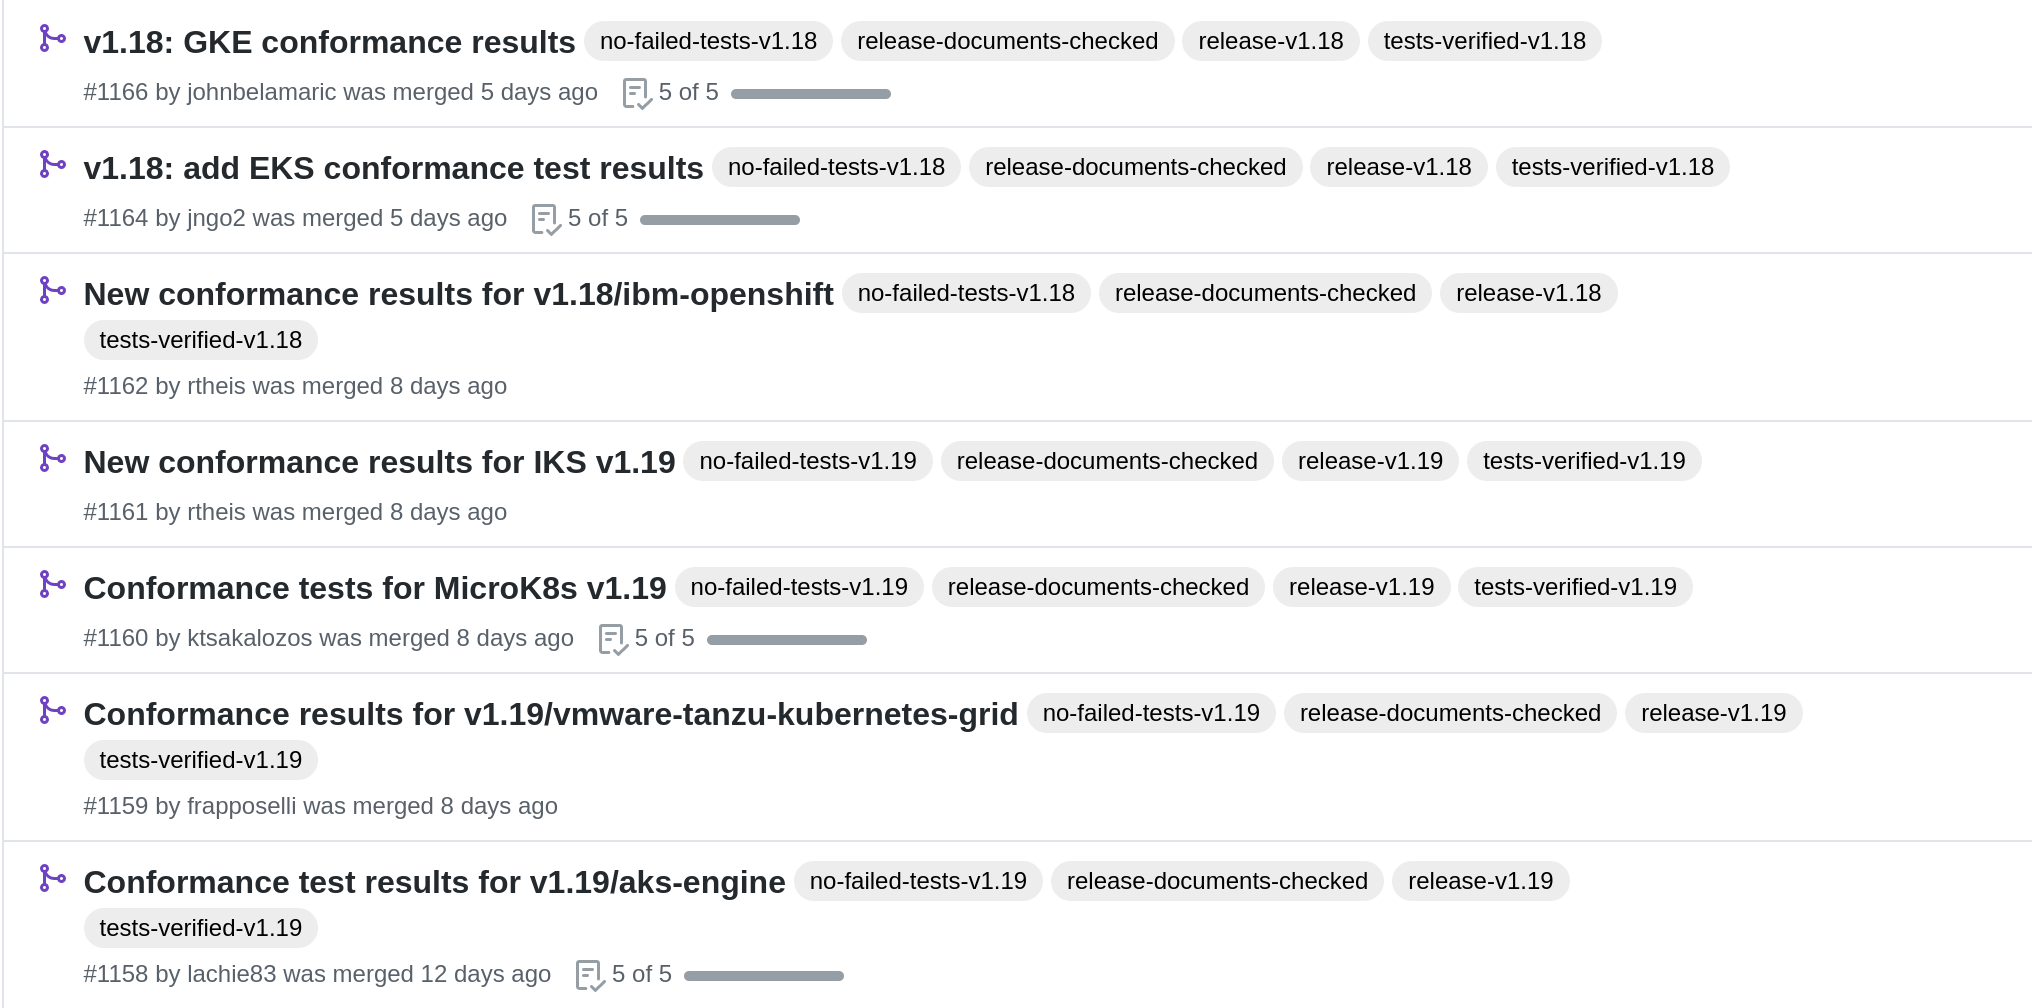 v1.18: GKE conformance results no-failed-tests-v1.18 release-documents-checked release-v1.18 tests-verified-v1.18
#1166 by johnbelamaric was merged 5 days ago 5 of 5
v1.18: add EKS conformance test results no-failed-tests-v1.18 release-documents-checked release-v1.18 tests-verified-v1.18
#1164 by jngo2 was merged 5 days ago 5 of 5
New conformance results for v1.18/ibm-openshift no-failed-tests-v1.18 release-documents-checked release-v1.18
tests-verified-v1.18
#1162 by rtheis was merged 8 days ago
New conformance results for IKS v1.19 no-failed-tests-v1.19 release-documents-checked release-v1.19 tests-verified-v1.19
#1161 by rtheis was merged 8 days ago
Conformance tests for MicroK8s v1.19 no-failed-tests-v1.19 release-documents-checked release-v1.19 tests-verified-v1.19
#1160 by ktsakalozos was merged 8 days ago 5 of 5
Conformance results for v1.19/vmware-tanzu-kubernetes-grid no-failed-tests-v1.19 release-documents-checked release-v1.19
tests-verified-v1.19
#1159 by frapposelli was merged 8 days ago
Conformance test results for v1.19/aks-engine no-failed-tests-v1.19 release-documents-checked release-v1.19
tests-verified-v1.19
#1158 by lachie83 was merged 12 days ago 5 of 5